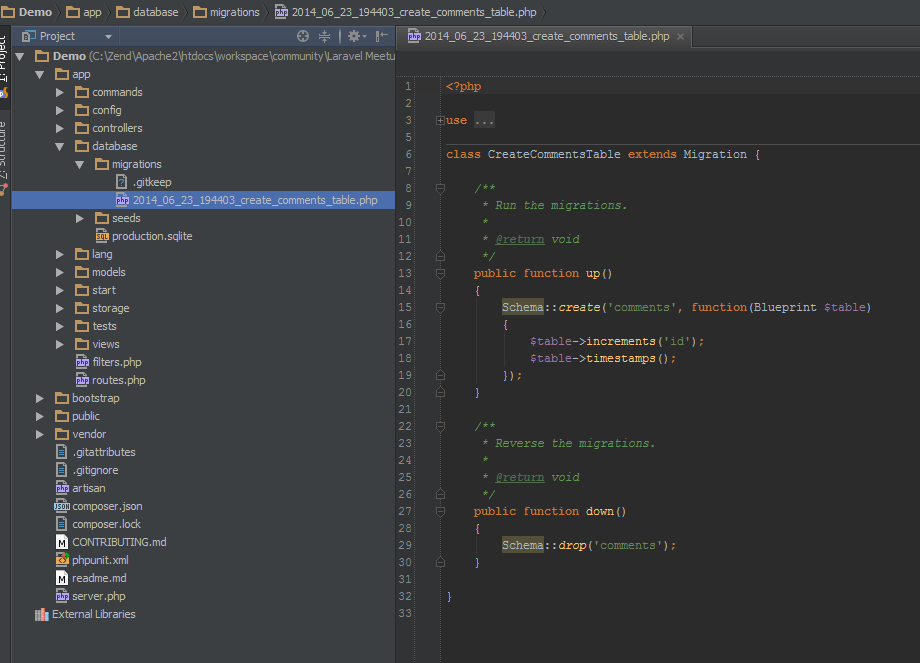 Demo app database migrations 2014_06_23_194403_create_comments_table.php
Project
2014_06_23_194403_create_comments_table.php
1: Project
Z: Structure
Demo (C:\Zend\Apache2\htdocs\workspace\community\Laravel Meetu
app
commands
config
controllers
database
migrations
.gitkeep
2014_06_23_194403_create_comments_table.php
seeds
production.sqlite
lang
models
start
storage
tests
views
filters.php
routes.php
bootstrap
public
vendor
.gitattributes
.gitignore
artisan
composer.json
composer.lock
CONTRIBUTING.md
phpunit.xml
readme.md
server.php
External Libraries
1 <?php
2
3 use ...
5
6 class CreateCommentsTable extends Migration {
7
8 /**
9 * Run the migrations.
10 *
11 * @return void
12 */
13 public function up()
14 {
15 Schema::create('comments', function(Blueprint $table)
16 {
17 $table->increments('id');
18 $table->timestamps();
19 });
20 }
21
22 /**
23 * Reverse the migrations.
24 *
25 * @return void
26 */
27 public function down()
28 {
29 Schema::drop('comments');
30 }
31
32 }
33